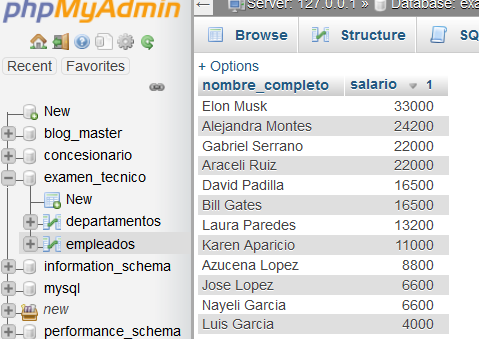 phpMyAdmin
Recent Favorites
New
blog_master
concesionario
examen_tecnico
New
departamentos
empleados
information_schema
mysql
new
performance_schema
Server: 127.0.0.1 » Database: exa
Browse Structure SQ
+ Options
nombre_completo salario 1
Elon Musk 33000
Alejandra Montes 24200
Gabriel Serrano 22000
Araceli Ruiz 22000
David Padilla 16500
Bill Gates 16500
Laura Paredes 13200
Karen Aparicio 11000
Azucena Lopez 8800
Jose Lopez 6600
Nayeli Garcia 6600
Luis Garcia 4000